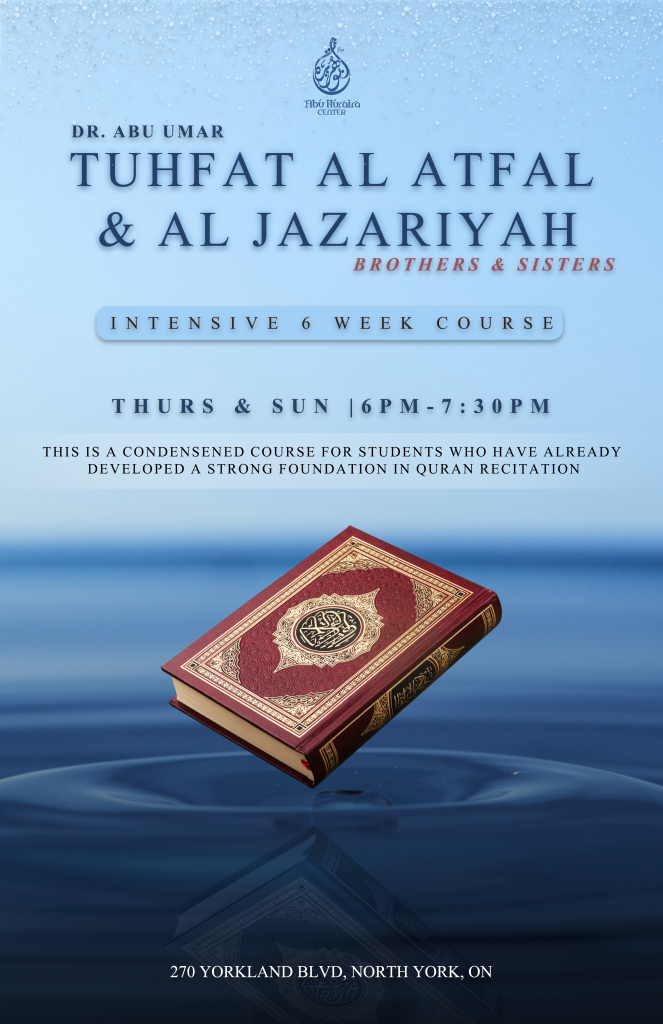 Abu Huraira
CENTER
DR. ABU UMAR
TUHFAT AL ATFAL
& AL JAZARIYAH
BROTHERS & SISTERS
INTENSIVE 6 WEEK COURSE
THURS & SUN |6PM-7:30PM
THIS IS A CONDENSENED COURSE FOR STUDENTS WHO HAVE ALREADY
DEVELOPED A STRONG FOUNDATION IN QURAN RECITATION
270 YORKLAND BLVD, NORTH YORK, ON